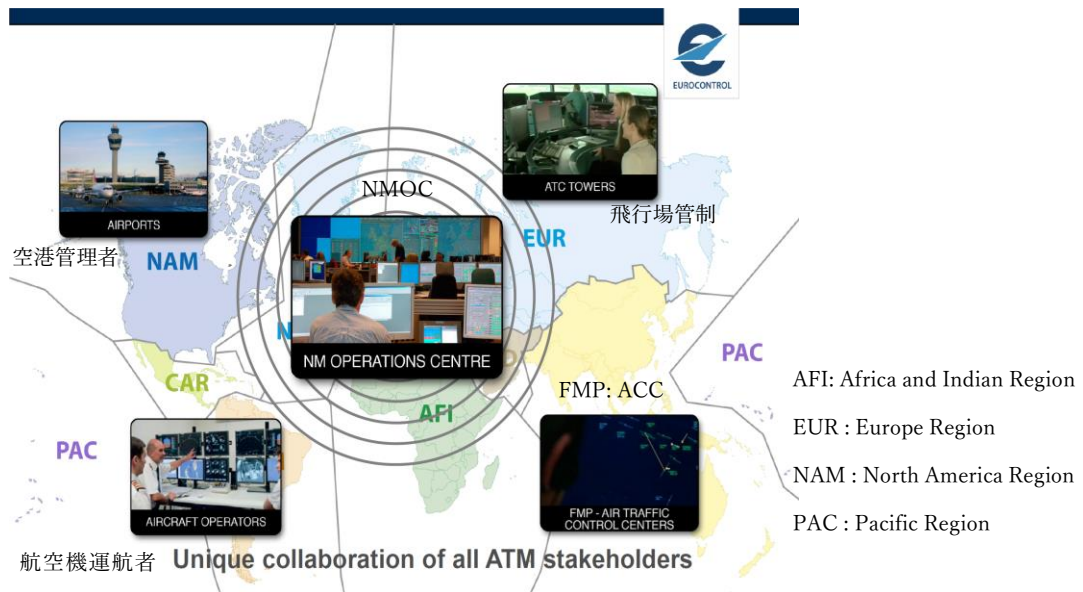 EUROCONTROL
NMOC
ATC TOWERS
飛行場管制
AIRPORTS
空港管理者
NAM
EUR
NM OPERATIONS CENTRE
CAR
AFI
FMP: ACC
PAC
PAC
AIRCRAFT OPERATORS
FMP - AIR TRAFFIC
CONTROL CENTERS
航空機運航者
Unique collaboration of all ATM stakeholders
AFI: Africa and Indian Region
EUR : Europe Region
NAM : North America Region
PAC : Pacific Region